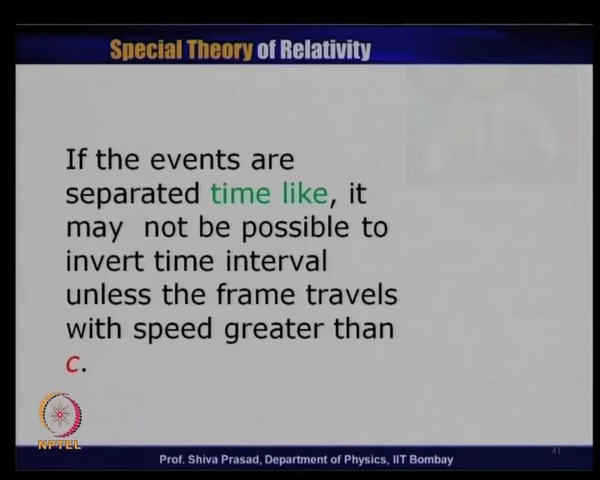 Special Theory of Relativity
If the events are
separated time like, it
may not be possible to
invert time interval
unless the frame travels
with speed greater than
c.
NPTEL
Prof. Shiva Prasad, Department of Physics, IIT Bombay
41